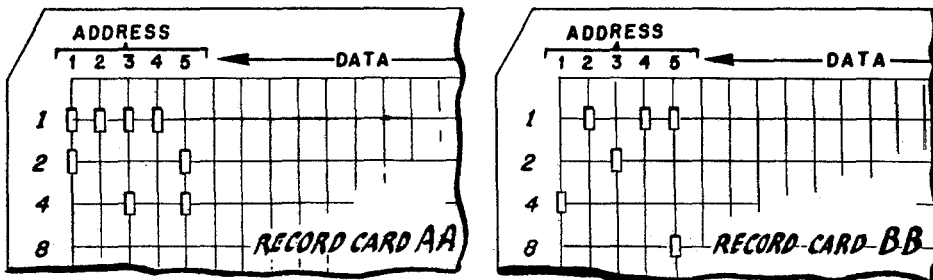 ADDRESS
1 2 3 4 5 DATA
1
2
4
8 RECORD CARD AA
ADDRESS
1 2 3 4 5 DATA
1
2
4
8 RECORD CARD BB